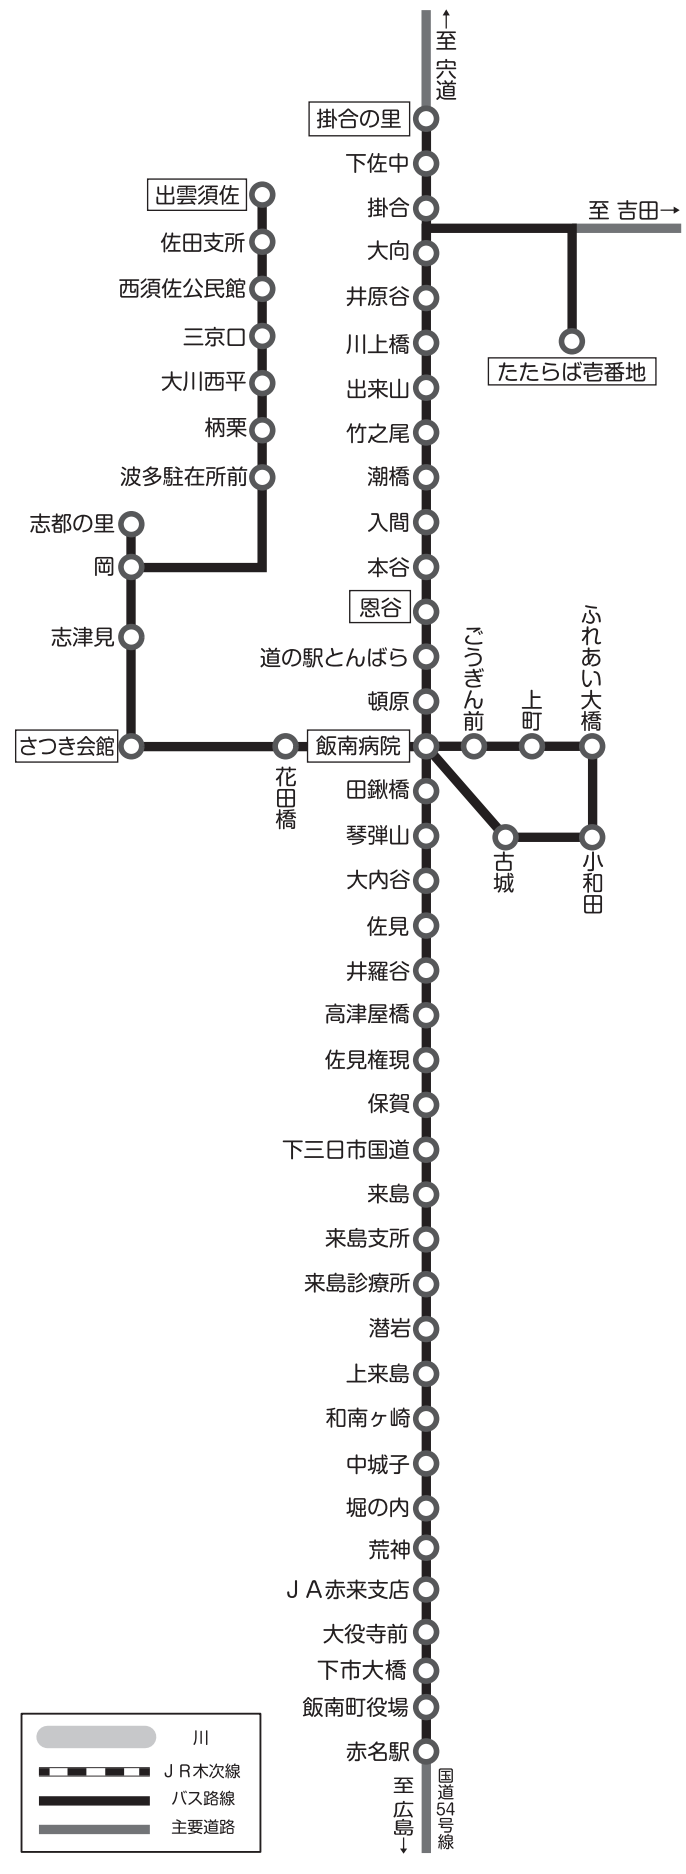 ↑至 宍道
掛合の里
下佐中
掛合
至 吉田→
大向
井原谷
川上橋
出来山
竹之尾
潮橋
入間
本谷
恩谷
道の駅とんばら
頓原
たたらば壱番地
出雲須佐
佐田支所
西須佐公民館
三京口
大川西平
柄栗
波多駐在所前
志都の里
岡
志津見
さつき会館
花田橋
飯南病院
ごうぎん前
上町
ふれあい大橋
小和田
古城
田鍬橋
琴弾山
大内谷
佐見
井羅谷
高津屋橋
佐見権現
保賀
下三日市国道
来島
来島支所
来島診療所
潜岩
上来島
和南ヶ崎
中城子
堀の内
荒神
ＪＡ赤来支店
大役寺前
下市大橋
飯南町役場
赤名駅
至 広島↓
国道54号線
川
ＪＲ木次線
バス路線
主要道路